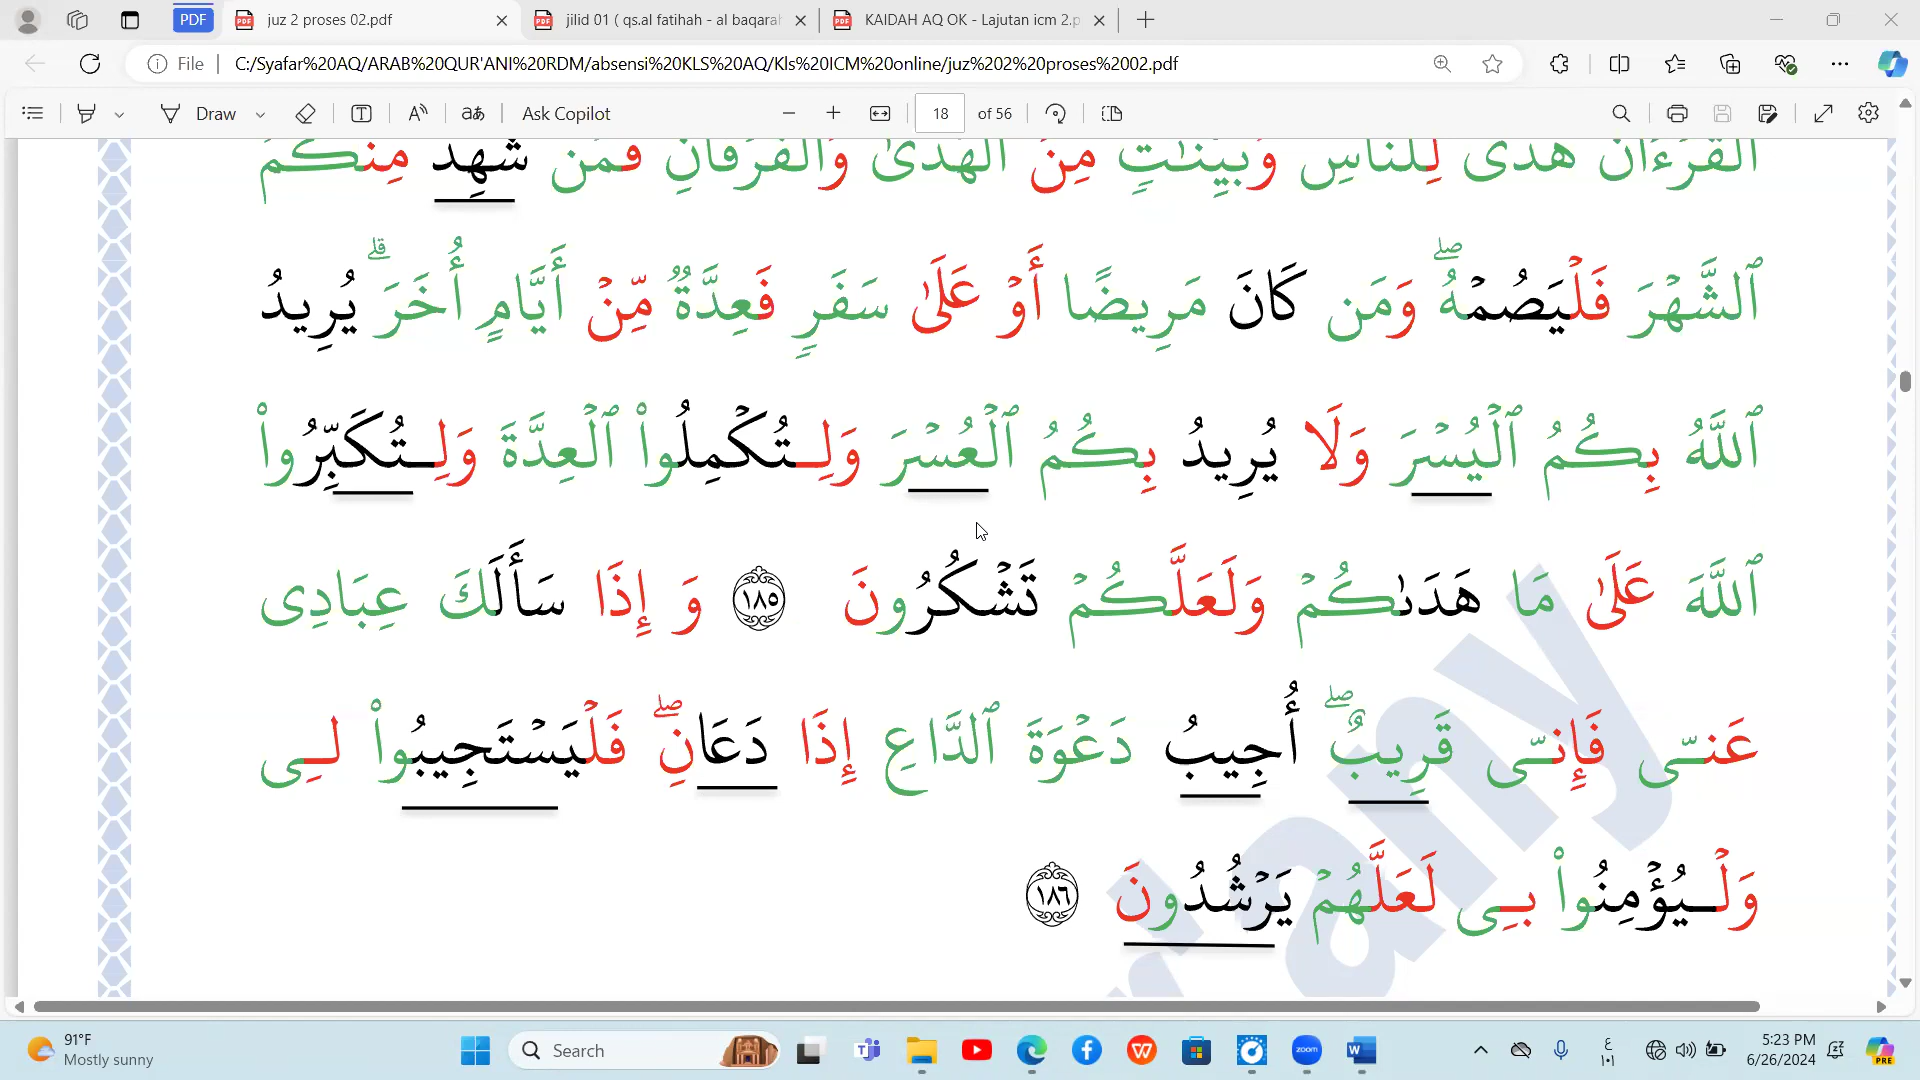 PDF
juz 2 proses 02.pdf
jilid 01 ( qs.al fatihah - al baqarah
KAIDAH AQ OK - Lajutan icm 2.p
File
C:/Syafar%20AQ/ARAB%20QUR'ANI%20RDM/absensi%20KLS%20AQ/Kls%20ICM%20online/juz%202%20proses%2002.pdf
Draw
Ask Copilot
18 of 56
ٱلْقُرْءَانُ هُدًى لِلنَّاسِ وَبَيِّنَٰتٍ مِنَ ٱلْهُدَىٰ وَٱلْفُرْقَانِ فَمَن شَهِدَ مِنكُمُ
ٱلشَّهْرَ فَلْيَصُمْهُ ۖ وَمَن كَانَ مَرِيضًا أَوْ عَلَىٰ سَفَرٍ فَعِدَّةٌ مِّنْ أَيَّامٍ أُخَرَ ۗ يُرِيدُ
ٱللَّهُ بِكُمُ ٱلْيُسْرَ وَلَا يُرِيدُ بِكُمُ ٱلْعُسْرَ وَلِتُكْمِلُوا۟ ٱلْعِدَّةَ وَلِتُكَبِّرُوا۟
ٱللَّهَ عَلَىٰ مَا هَدَىٰكُمْ وَلَعَلَّكُمْ تَشْكُرُونَ ١٨٥ وَ إِذَا سَأَلَكَ عِبَادِى
عَنِّى فَإِنِّى قَرِيبٌ ۖ أُجِيبُ دَعْوَةَ ٱلدَّاعِ إِذَا دَعَانِ ۖ فَلْيَسْتَجِيبُوا۟ لِى
وَلْيُؤْمِنُوا۟ بِى لَعَلَّهُمْ يَرْشُدُونَ ١٨٦
91°F
Mostly sunny
Search
zoom
ع
١٠١
5:23 PM
6/26/2024
PRE